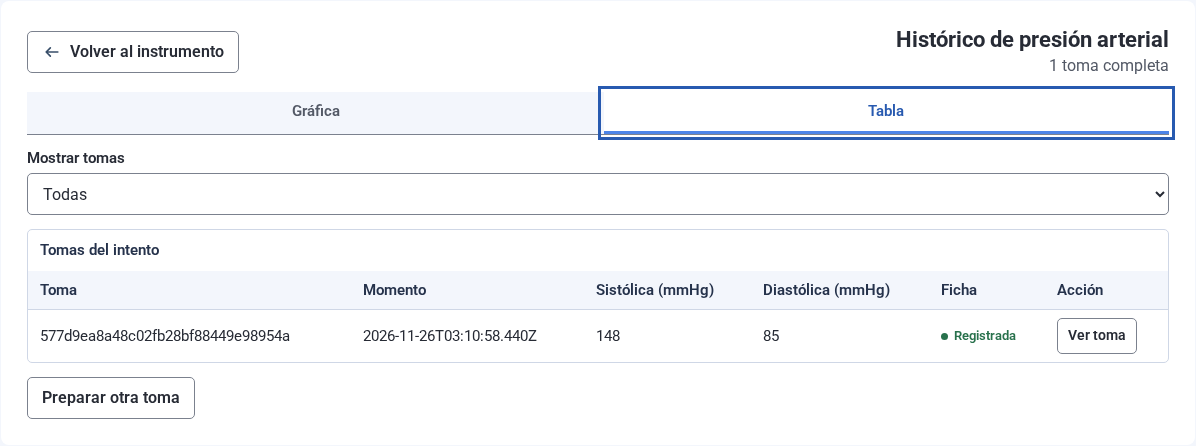 Volver al instrumento
Histórico de presión arterial
1 toma completa
Gráfica
Tabla
Mostrar tomas
Todas
Tomas del intento
Toma Momento Sistólica (mmHg) Diastólica (mmHg) Ficha Acción
577d9ea8a48c02fb28bf88449e98954a 2026-11-26T03:10:58.440Z 148 85 Registrada Ver toma
Preparar otra toma